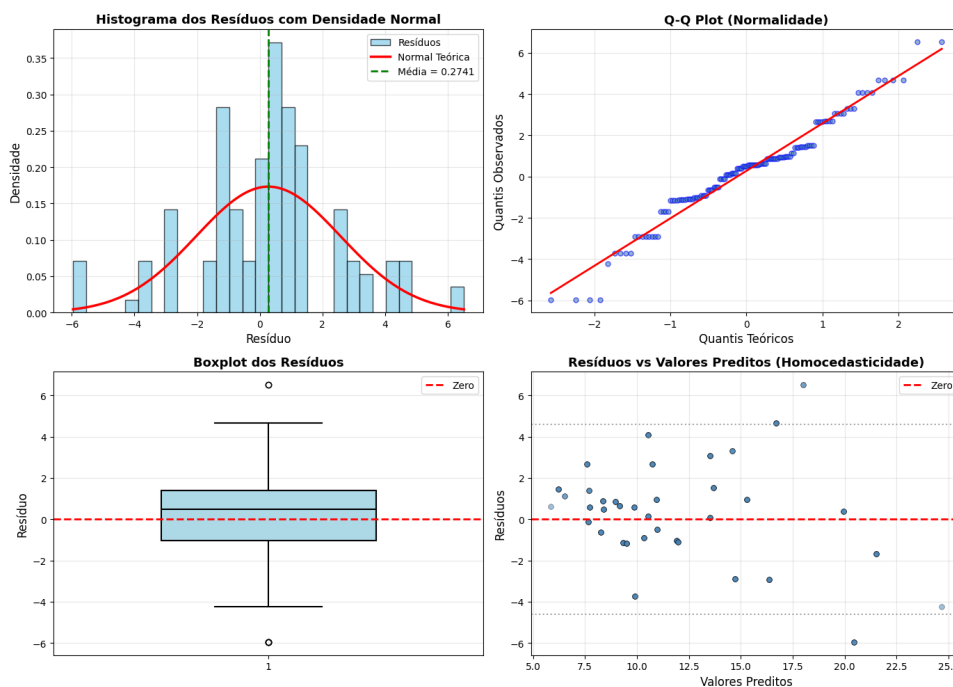 Histograma dos Resíduos com Densidade Normal
Resíduos
Normal Teórica
Média = 0.2741
0.35
0.30
0.25
0.20
0.15
0.10
0.05
0.00
Densidade
−6 −4 −2 0 2 4 6
Resíduo
Q-Q Plot (Normalidade)
6
4
2
0
−2
−4
−6
Quantis Observados
−2 −1 0 1 2
Quantis Teóricos
Boxplot dos Resíduos
Zero
6
4
2
0
−2
−4
−6
Resíduo
1
Resíduos vs Valores Preditos (Homocedasticidade)
Zero
6
4
2
0
−2
−4
−6
Resíduos
5.0 7.5 10.0 12.5 15.0 17.5 20.0 22.5 25.
Valores Preditos